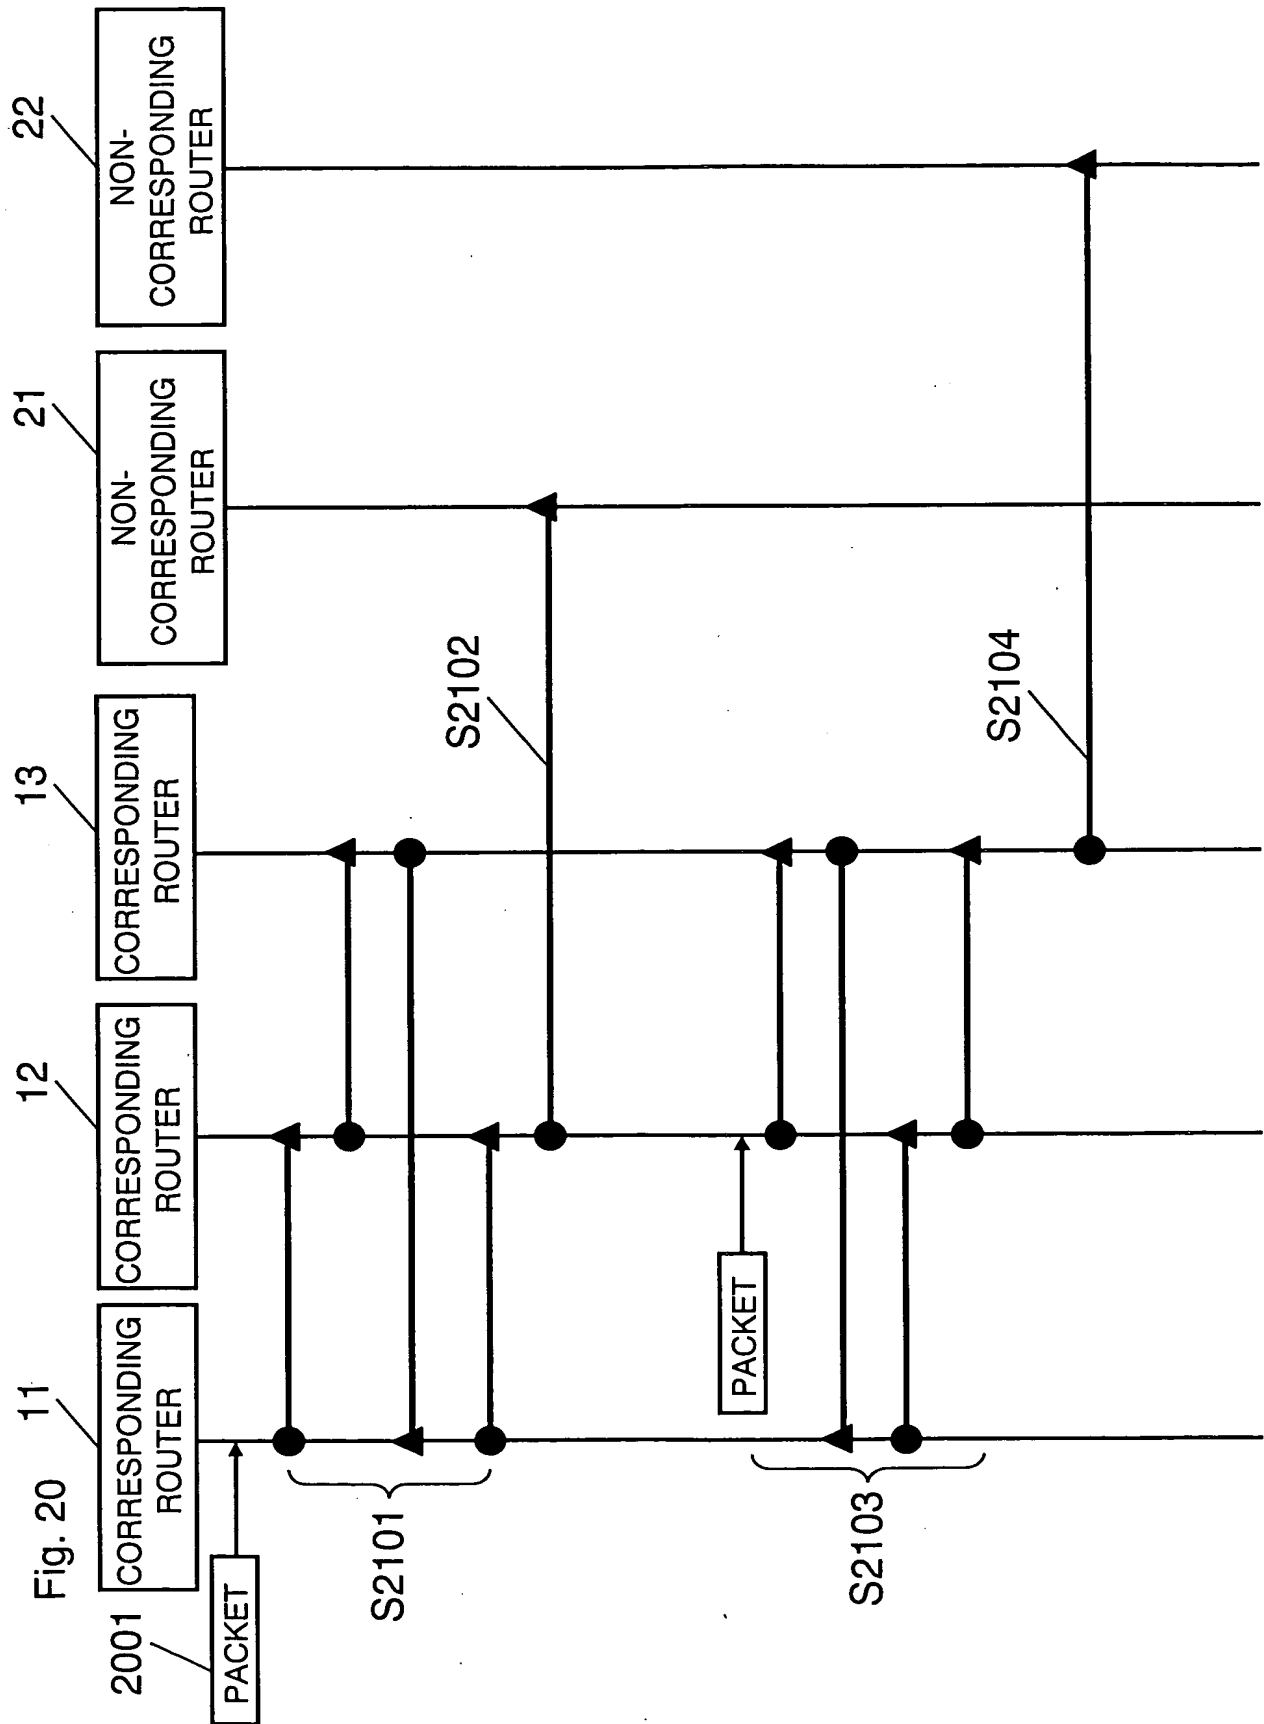 Fig. 20
11
CORRESPONDING
ROUTER
12
CORRESPONDING
ROUTER
13
CORRESPONDING
ROUTER
21
NON-
CORRESPONDING
ROUTER
22
NON-
CORRESPONDING
ROUTER
2001
PACKET
S2101
S2102
PACKET
S2103
S2104